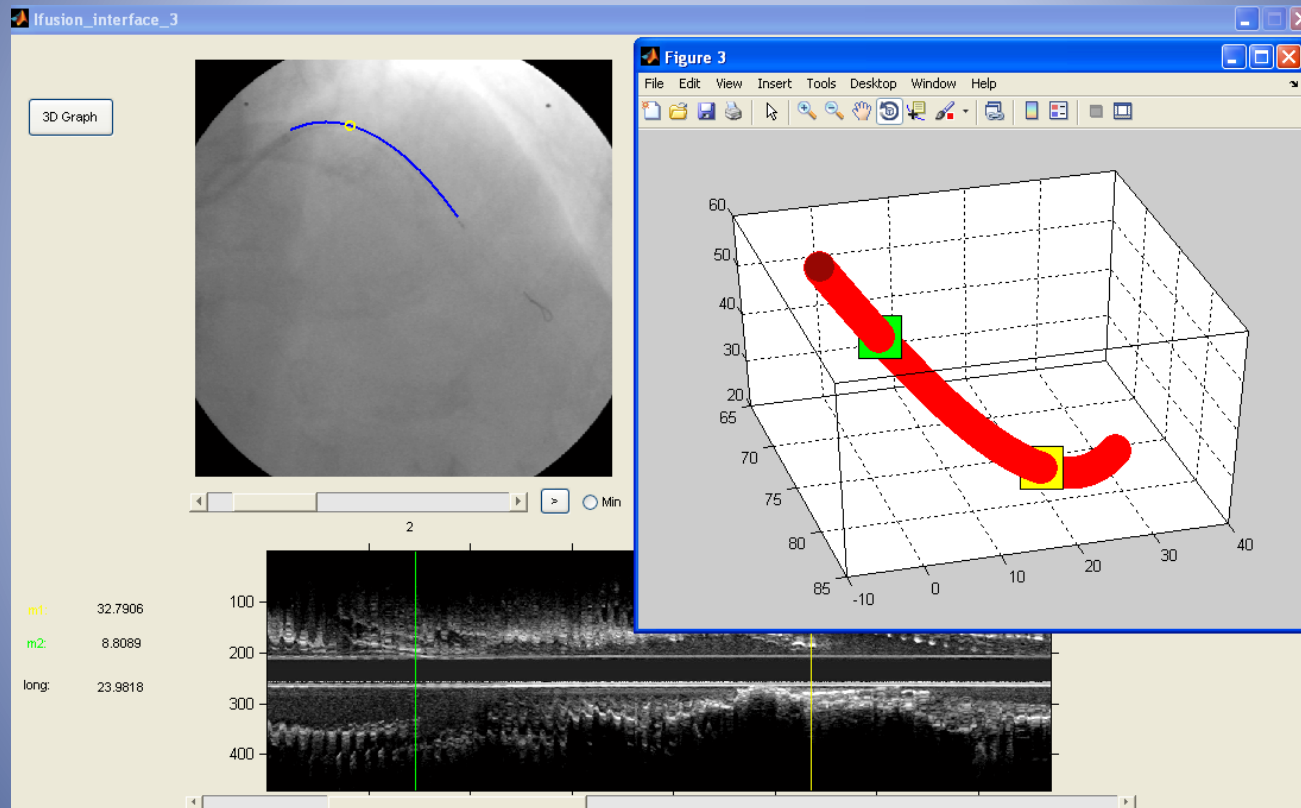 lfusion_interface_3
3D Graph
>
Min
2
m1: 32.7906
m2: 8.8089
long: 23.9818
100
200
300
400
Figure 3
File Edit View Insert Tools Desktop Window Help
60
50
40
30
20
65
70
75
80
85
-10
0
10
20
30
40